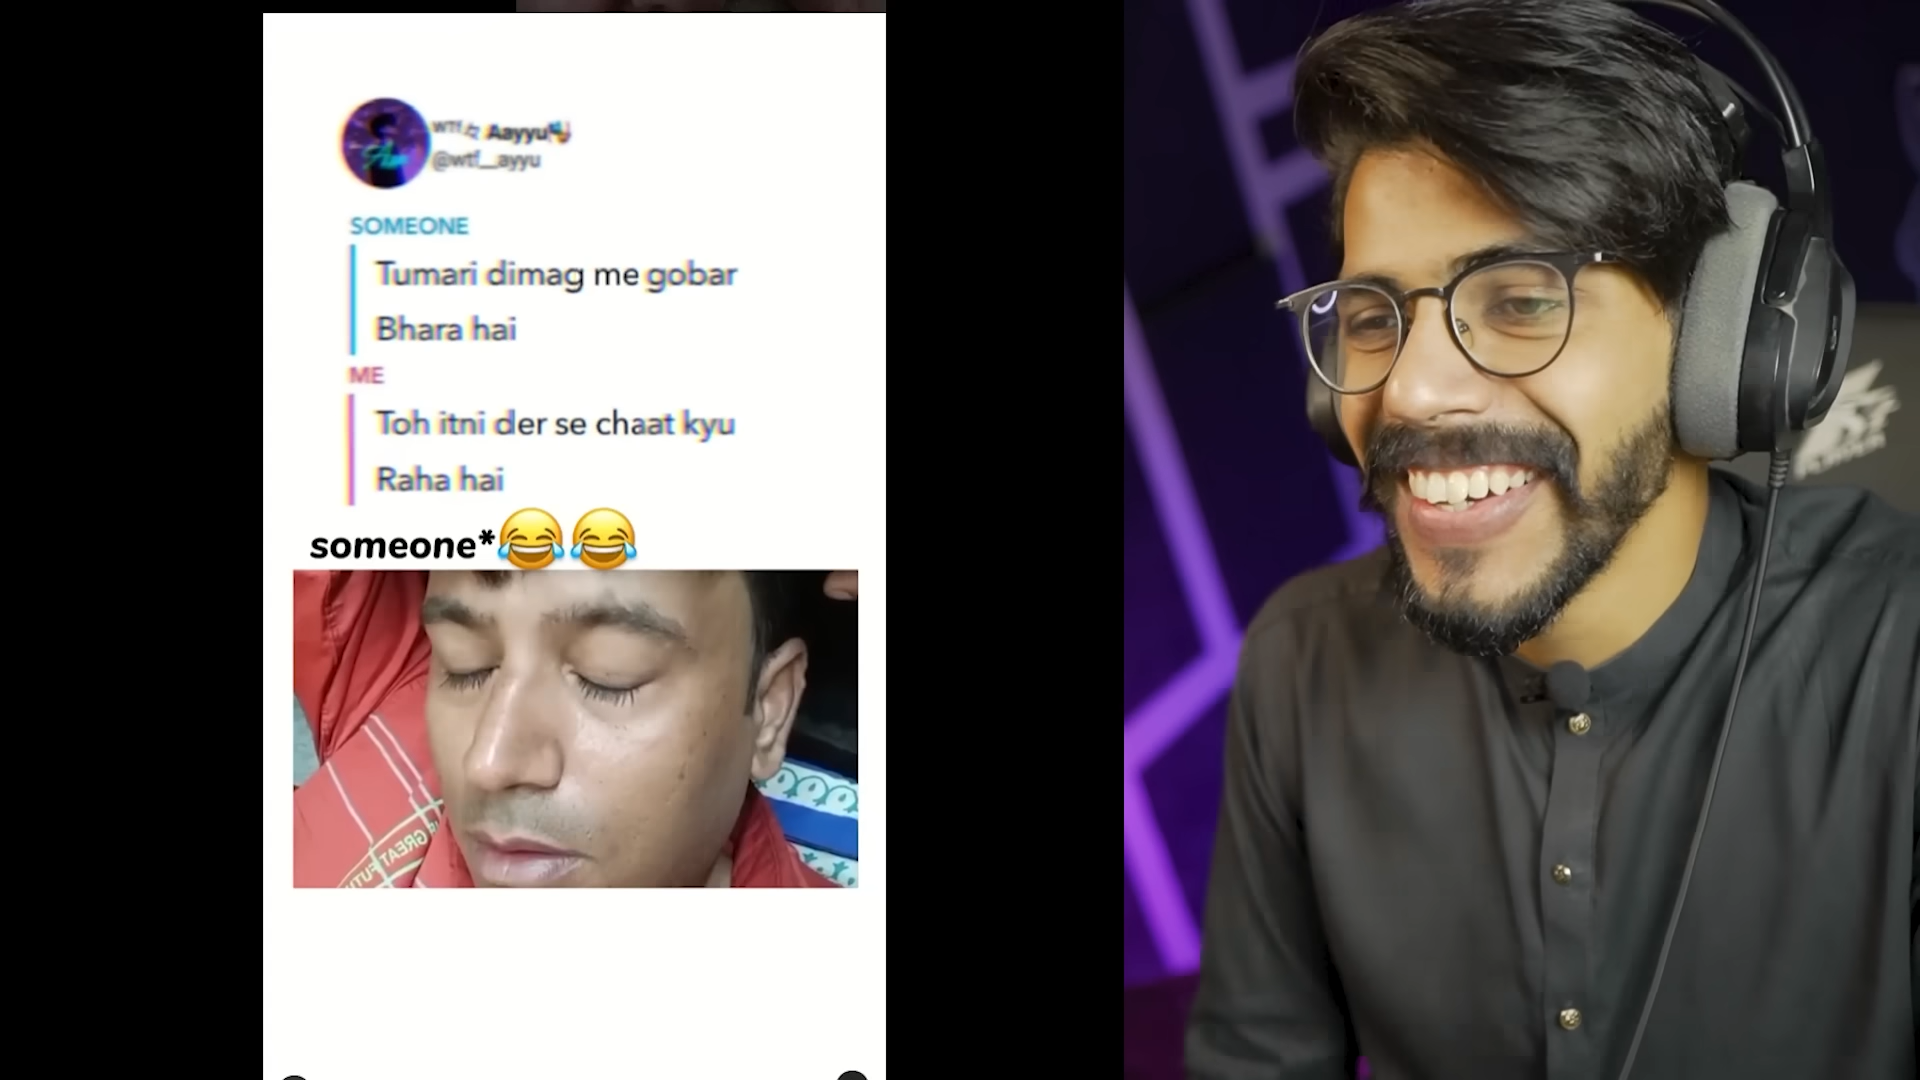 Aayyu
@wtf__ayyu
SOMEONE
Tumari dimag me gobar
Bhara hai
ME
Toh itni der se chaat kyu
Raha hai
someone*😂😂
GREAT